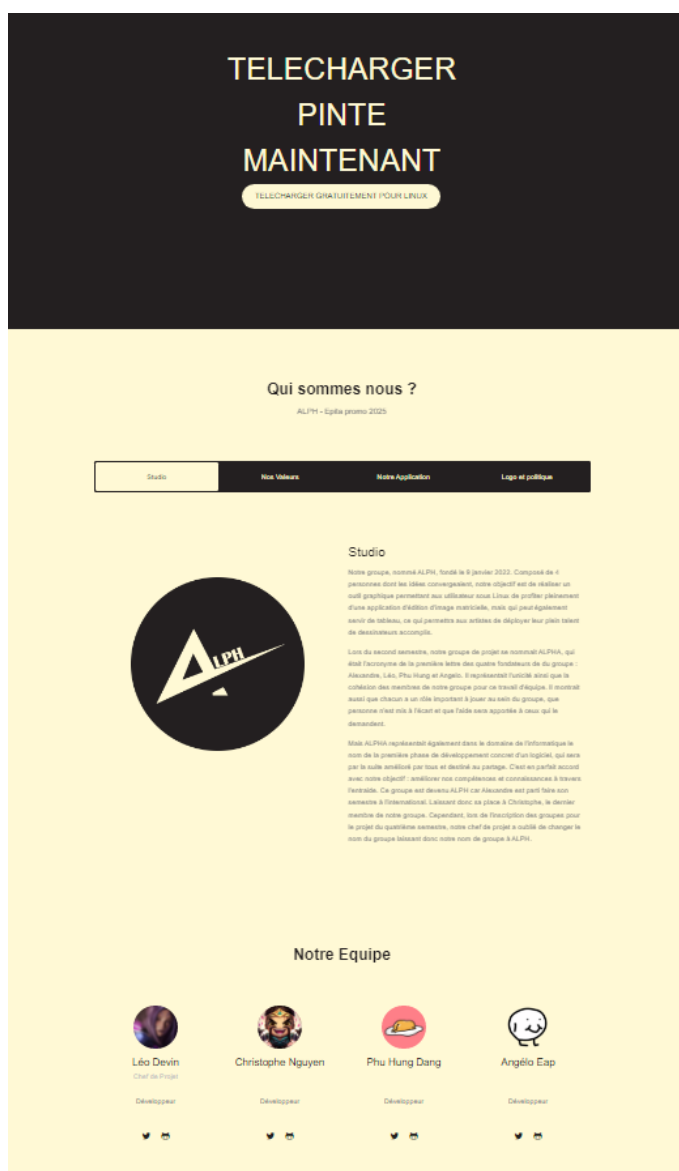 TELECHARGER
PINTE
MAINTENANT
TELECHARGER GRATUITEMENT POUR LINUX
Qui sommes nous ?
ALPH - Epita promo 2025
Studio
Nos Valeurs
Notre Application
Logo et politique
ALPH
Studio
Notre groupe, nommé ALPH, fondé le 9 janvier 2022. Composé de 4
personnes dont les idées convergeaient, notre objectif est de réaliser un
outil graphique permettant aux utilisateur sous Linux de profiter pleinement
d'une application d'édition d'image matricielle, mais qui peut également
servir de tableau, ce qui permettra aux artistes de déployer leur plein talent
de dessinateurs accomplis.
Lors du second semestre, notre groupe de projet se nommait ALPHA, qui
était l'acronyme de la première lettre des quatre fondateurs de du groupe :
Alexandre, Léo, Phu Hung et Angelo. Il représentait l'unicité ainsi que la
cohésion des membres de notre groupe pour ce travail d'équipe. Il montrait
aussi que chacun a un rôle important à jouer au sein du groupe, que
personne n'est mis à l'écart et que l'aide sera apportée à ceux qui le
demandent.
Mais ALPHA représentait également dans le domaine de l'informatique le
nom de la première phase de développement concret d'un logiciel, qui sera
par la suite amélioré par tous et destiné au partage. C'est en parfait accord
avec notre objectif : améliorer nos compétences et connaissances à travers
l'entraide. Ce groupe est devenu ALPH car Alexandre est parti faire son
semestre à l'international. Laissant donc sa place à Christophe, le dernier
membre de notre groupe. Cependant, lors de l'inscription des groupes pour
le projet du quatrième semestre, notre chef de projet a oublié de changer le
nom du groupe laissant donc notre nom de groupe à ALPH.
Notre Equipe
Léo Devin
Chef de Projet
Développeur
Christophe Nguyen
Développeur
Phu Hung Dang
Développeur
Angélo Eap
Développeur